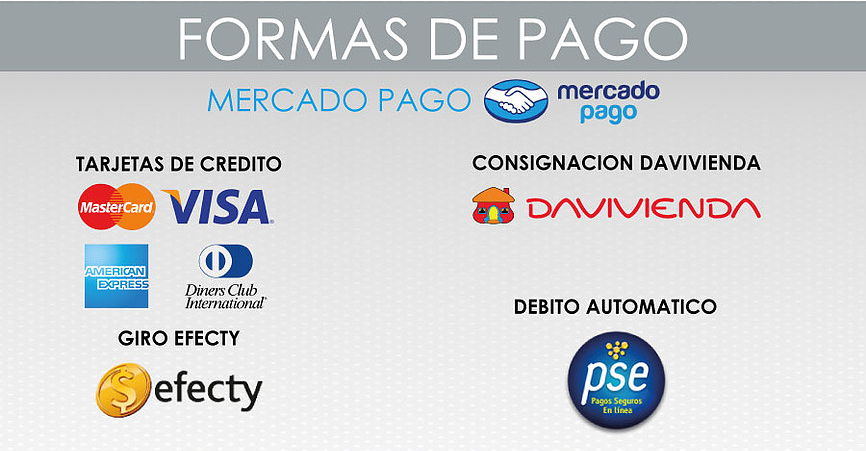 FORMAS DE PAGO
MERCADO PAGO
mercado
pago
TARJETAS DE CREDITO
MasterCard
VISA
AMERICAN
EXPRESS
Diners Club
International
GIRO EFECTY
$
efecty
CONSIGNACION DAVIVIENDA
DAVIVIENDA
DEBITO AUTOMATICO
pse
Pagos Seguros
En línea